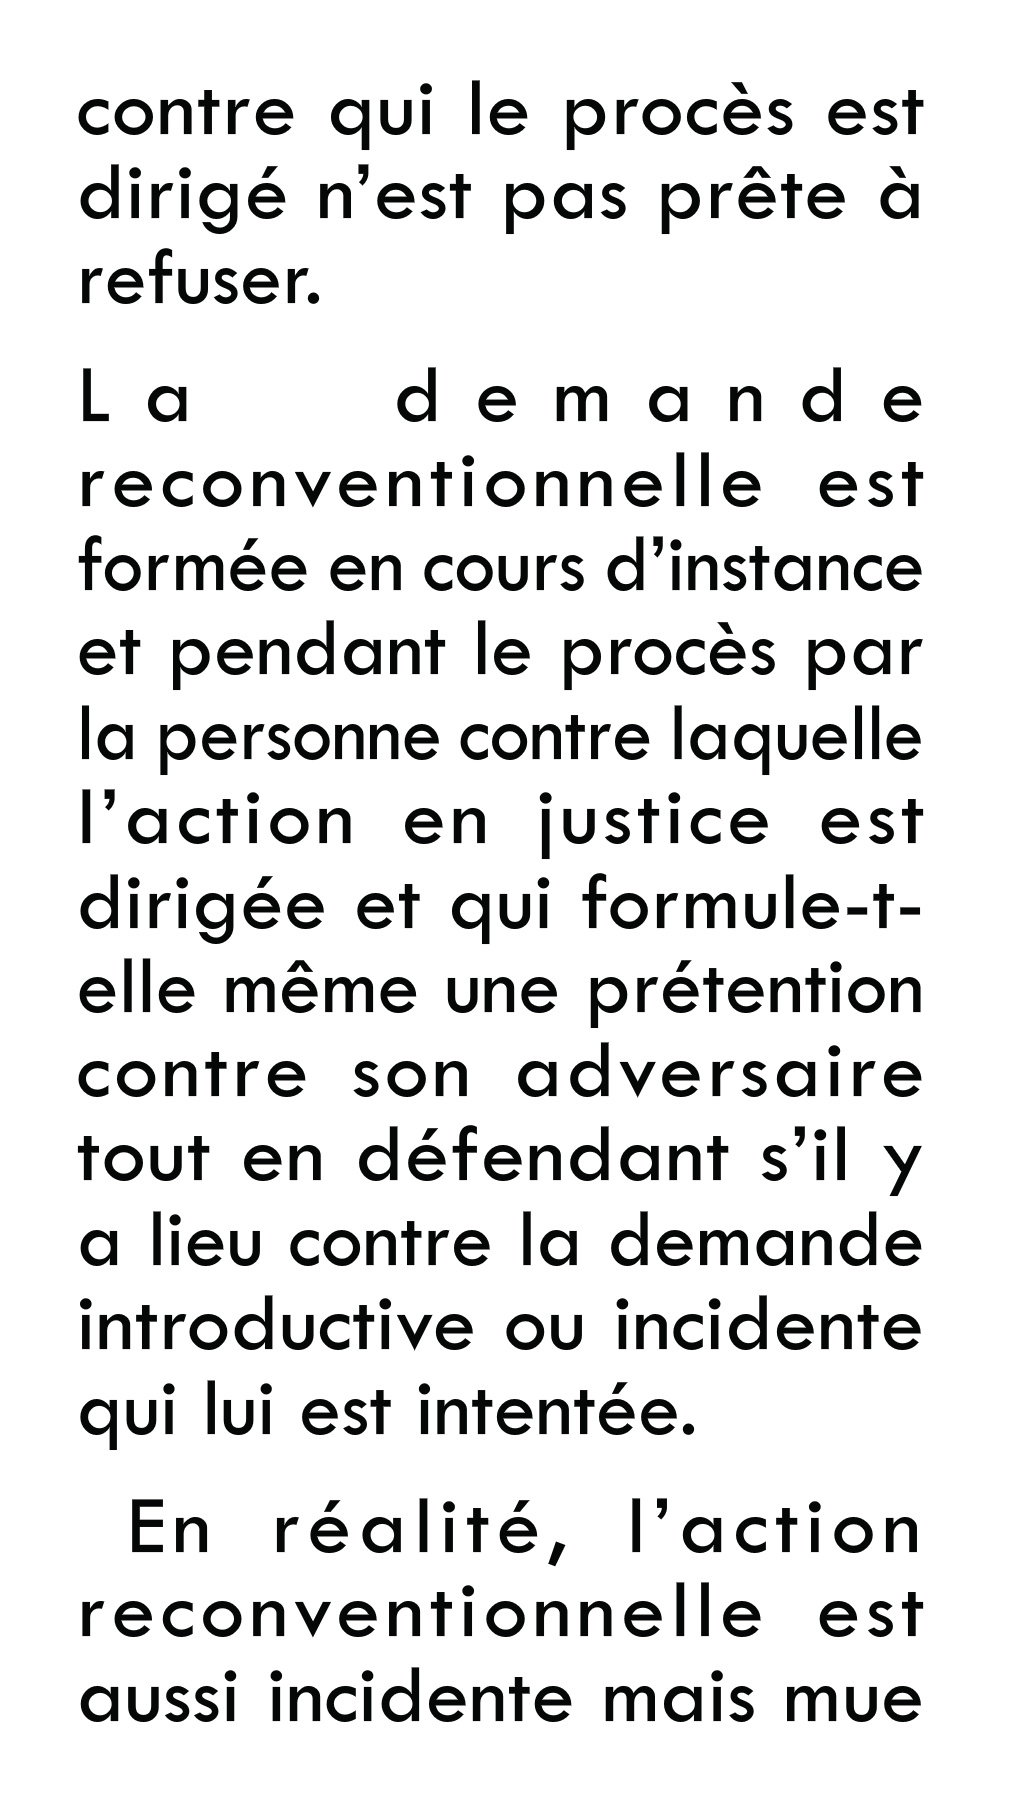 contre qui le procès est
dirigé n’est pas prête à
refuser.
La demande
reconventionnelle est
formée en cours d’instance
et pendant le procès par
la personne contre laquelle
l’action en justice est
dirigée et qui formule-t-
elle même une prétention
contre son adversaire
tout en défendant s’il y
a lieu contre la demande
introductive ou incidente
qui lui est intentée.
En réalité, l’action
reconventionnelle est
aussi incidente mais mue